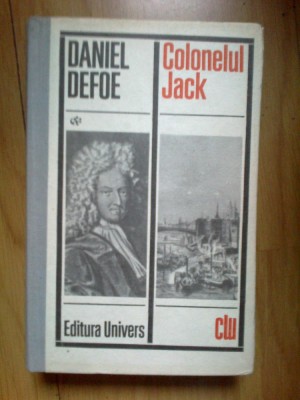 DANIEL
DEFOE
Colonelul
Jack
Editura Univers
clu